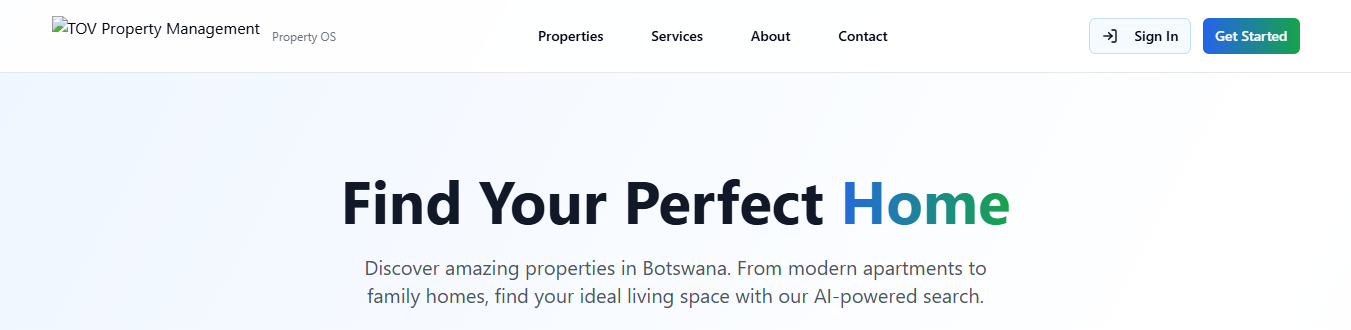 TOV Property Management
Property OS
Properties
Services
About
Contact
Sign In
Get Started
Find Your Perfect Home
Discover amazing properties in Botswana. From modern apartments to
family homes, find your ideal living space with our AI-powered search.